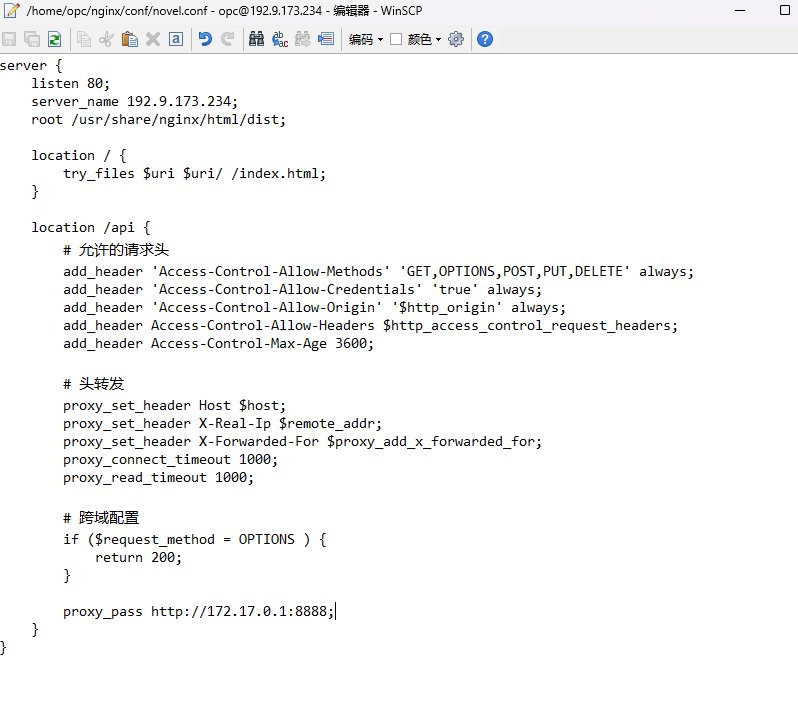 /home/opc/nginx/conf/novel.conf - opc@192.9.173.234 - 编辑器 - WinSCP
编码 颜色
server {
    listen 80;
    server_name 192.9.173.234;
    root /usr/share/nginx/html/dist;

    location / {
        try_files $uri $uri/ /index.html;
    }

    location /api {
        # 允许的请求头
        add_header 'Access-Control-Allow-Methods' 'GET,OPTIONS,POST,PUT,DELETE' always;
        add_header 'Access-Control-Allow-Credentials' 'true' always;
        add_header 'Access-Control-Allow-Origin' '$http_origin' always;
        add_header Access-Control-Allow-Headers $http_access_control_request_headers;
        add_header Access-Control-Max-Age 3600;

        # 头转发
        proxy_set_header Host $host;
        proxy_set_header X-Real-Ip $remote_addr;
        proxy_set_header X-Forwarded-For $proxy_add_x_forwarded_for;
        proxy_connect_timeout 1000;
        proxy_read_timeout 1000;

        # 跨域配置
        if ($request_method = OPTIONS ) {
            return 200;
        }

        proxy_pass http://172.17.0.1:8888;
    }
}